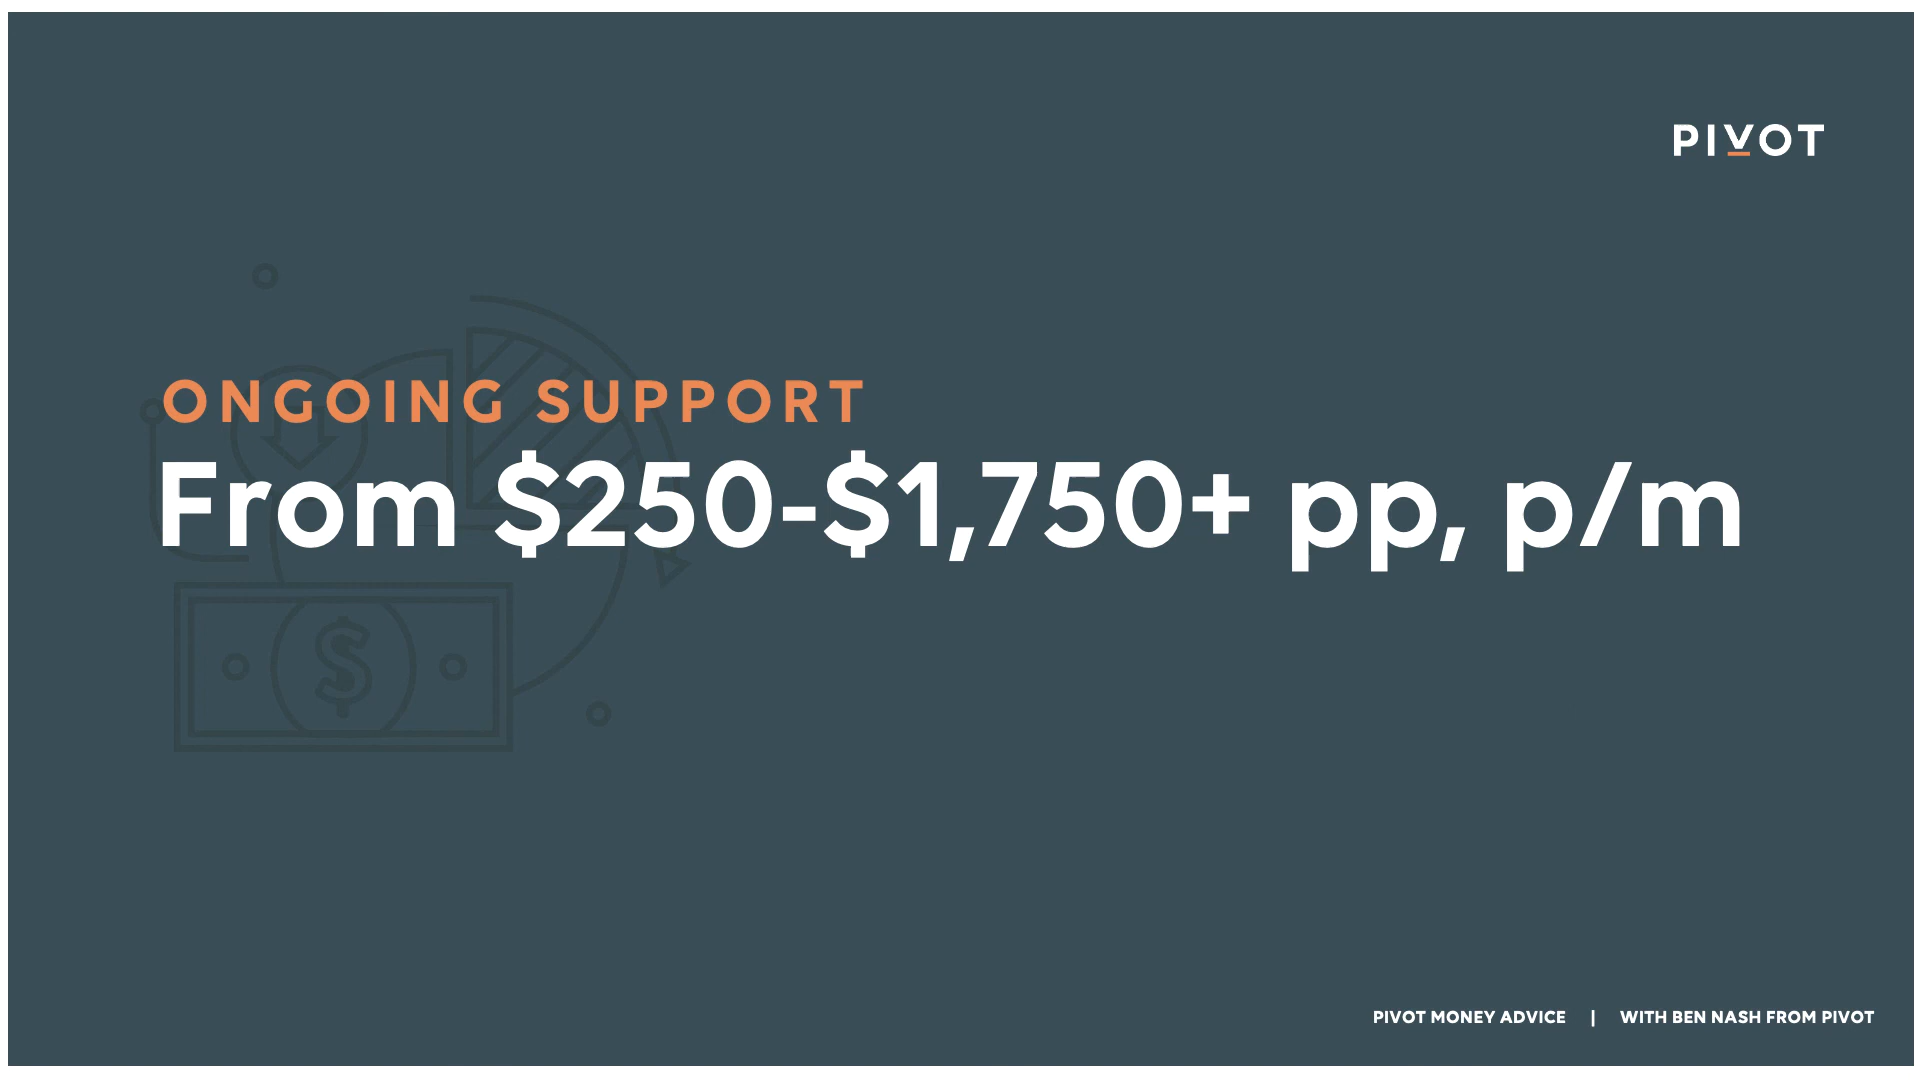 PIVOT
ONGOING SUPPORT
From $250-$1,750+ pp, p/m
PIVOT MONEY ADVICE | WITH BEN NASH FROM PIVOT